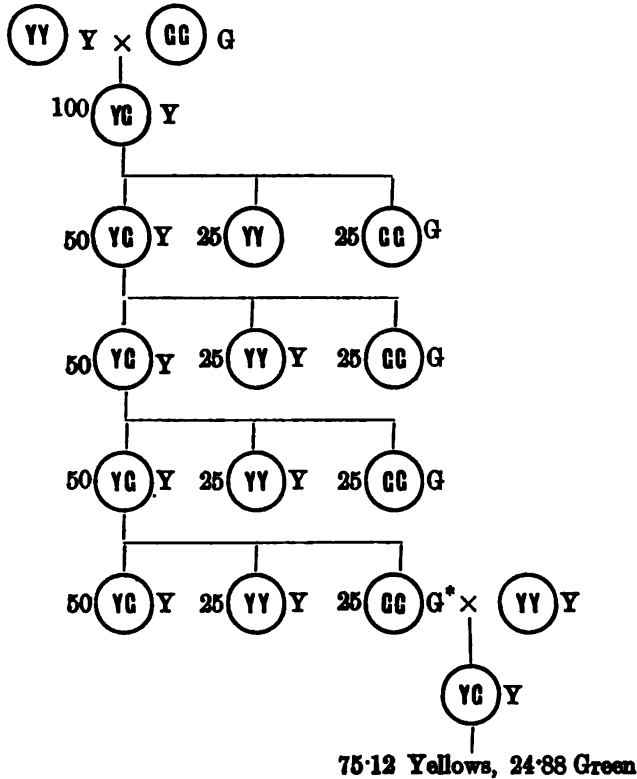 YY Y × GG G
100 YG Y
50 YG Y 25 YY 25 GG G
50 YG Y 25 YY Y 25 GG G
50 YG Y 25 YY Y 25 GG G
50 YG Y 25 YY Y 25 GG G* × YY Y
YG Y
75·12 Yellows, 24·88 Green